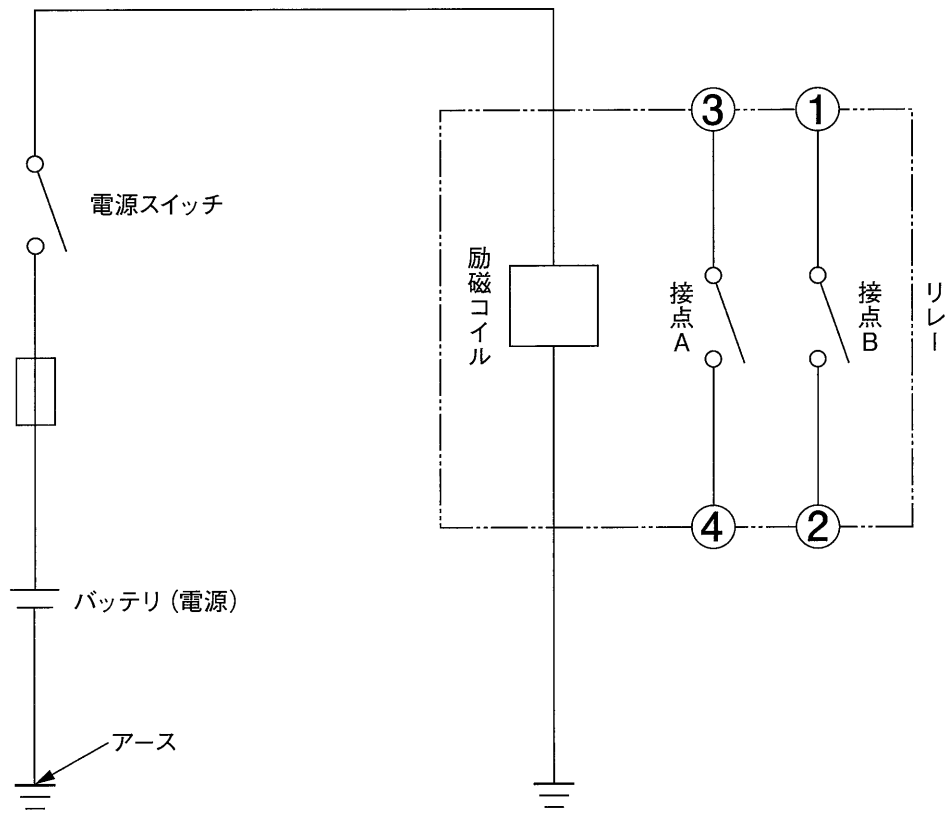 ③
①
電源スイッチ
励磁コイル
接点A
接点B
リレー
④
②
バッテリ（電源）
アース